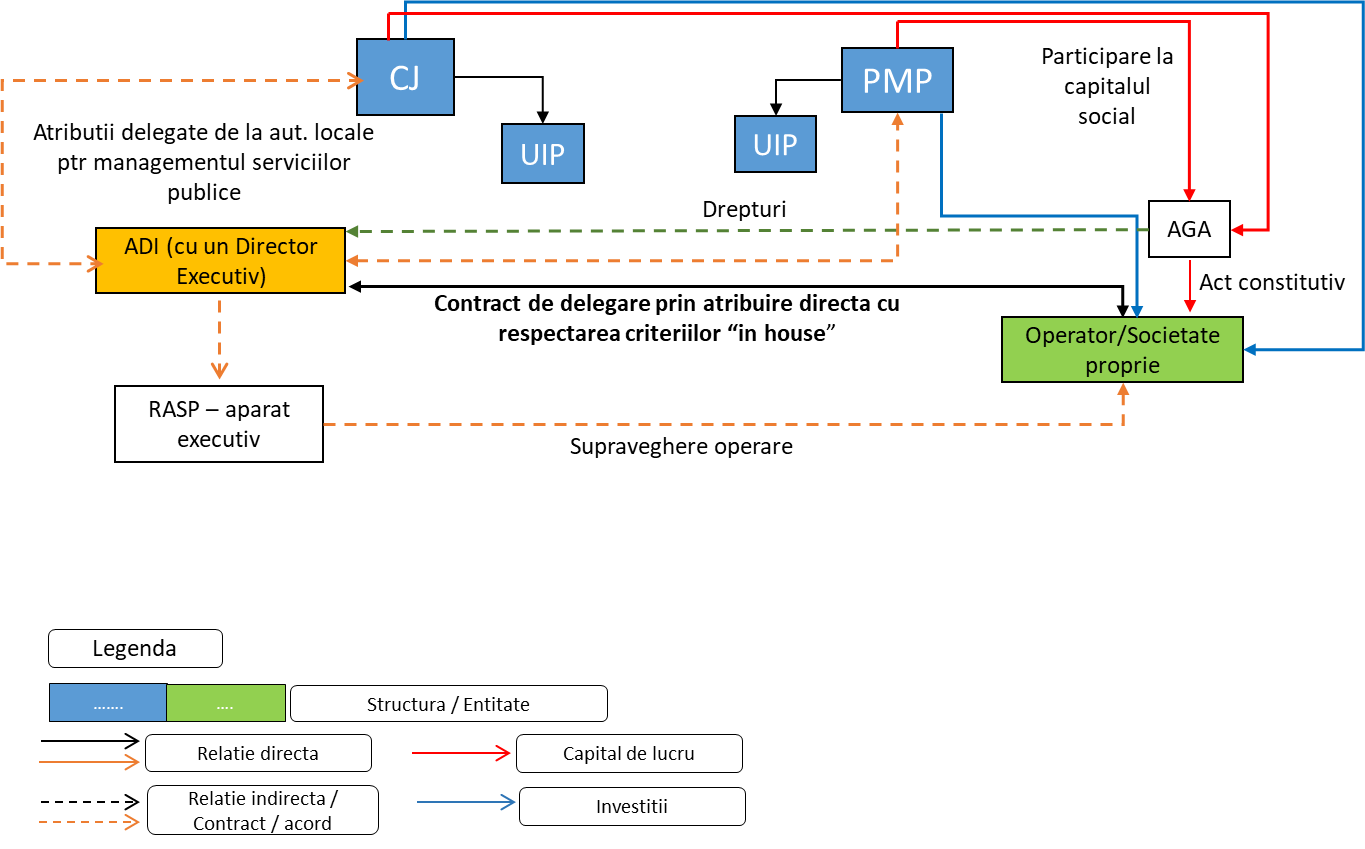 CJ
PMP
Participare la
capitalul
social
Atributii delegate de la aut. locale
ptr managementul serviciilor
publice
UIP
UIP
Drepturi
AGA
ADI (cu un Director
Executiv)
Act constitutiv
Contract de delegare prin atribuire directa cu
respectarea criteriilor “in house”
Operator/Societate
proprie
RASP – aparat
executiv
Supraveghere operare
Legenda
.......
....
Structura / Entitate
Relatie directa
Capital de lucru
Relatie indirecta /
Contract / acord
Investitii